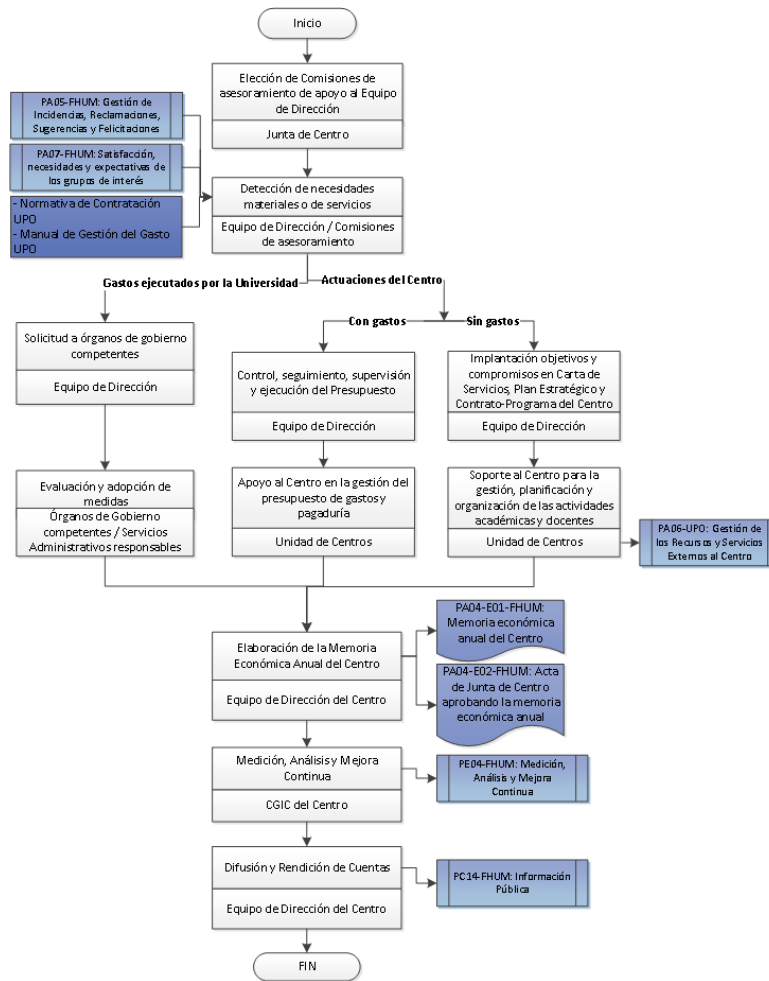 Inicio
Elección de Comisiones de
asesoramiento de apoyo al Equipo
de Dirección
Junta de Centro
PA05-FHUM: Gestión de
Incidencias, Reclamaciones,
Sugerencias y Felicitaciones
PA07-FHUM: Satisfacción,
necesidades y expectativas de
los grupos de interés
- Normativa de Contratación
UPO
- Manual de Gestión del Gasto
UPO
Detección de necesidades
materiales o de servicios
Equipo de Dirección / Comisiones
de asesoramiento
Gastos ejecutados por la Universidad
Actuaciones del Centro
Con gastos
Sin gastos
Solicitud a órganos de gobierno
competentes
Equipo de Dirección
Evaluación y adopción de
medidas
Órganos de Gobierno
competentes / Servicios
Administrativos responsables
Control, seguimiento, supervisión
y ejecución del Presupuesto
Equipo de Dirección
Apoyo al Centro en la gestión del
presupuesto de gastos y
pagaduría
Unidad de Centros
Implantación objetivos y
compromisos en Carta de
Servicios, Plan Estratégico y
Contrato-Programa del Centro
Equipo de Dirección
Soporte al Centro para la
gestión, planificación y
organización de las actividades
académicas y docentes
Unidad de Centros
PA06-UPO: Gestión de
los Recursos y Servicios
Externos al Centro
Elaboración de la Memoria
Económica Anual del Centro
Equipo de Dirección del Centro
PA04-E01-FHUM:
Memoria económica
anual del Centro
PA04-E02-FHUM: Acta
de Junta de Centro
aprobando la memoria
económica anual
Medición, Análisis y Mejora
Continua
CGIC del Centro
PE04-FHUM: Medición,
Análisis y Mejora
Continua
Difusión y Rendición de Cuentas
Equipo de Dirección del Centro
PC14-FHUM: Información
Pública
FIN